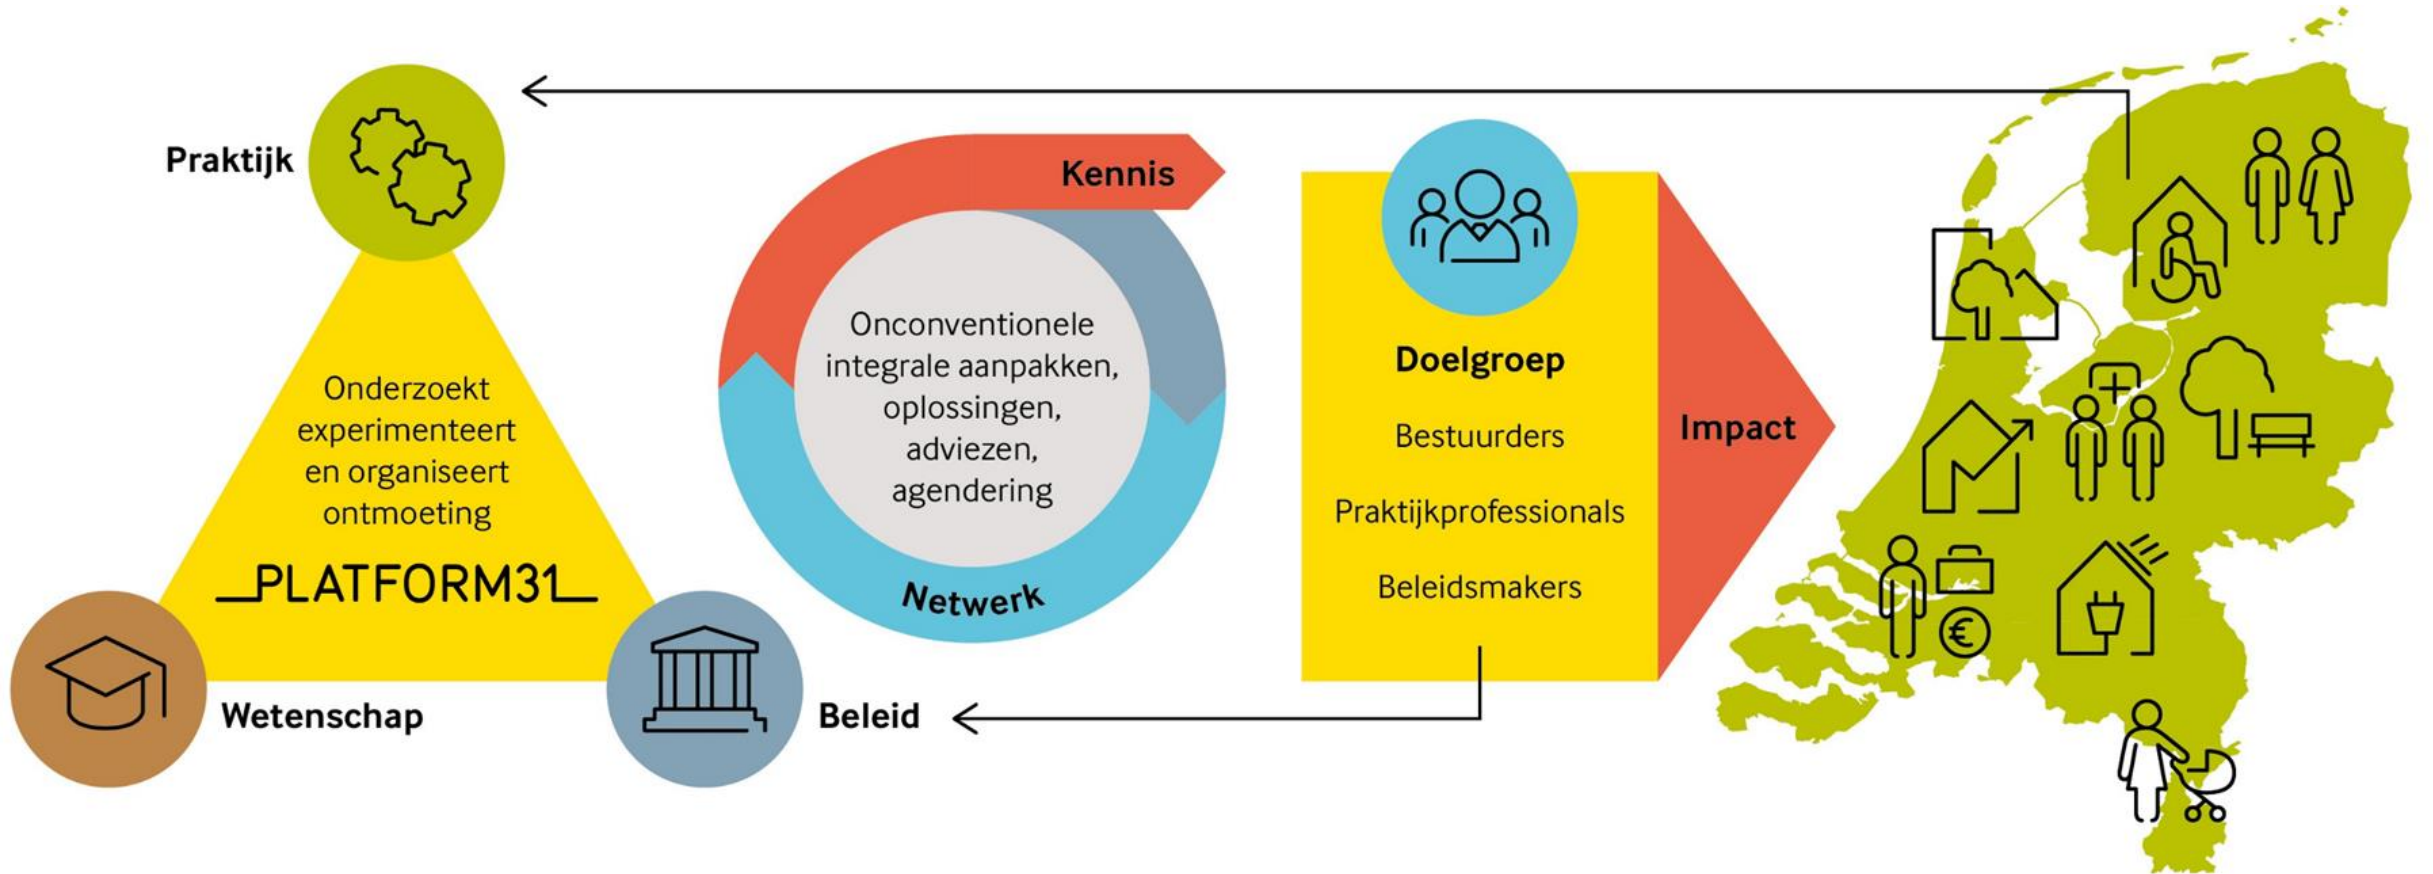 Praktijk
Onderzoekt
experimenteert
en organiseert
ontmoeting
PLATFORM31
Wetenschap
Beleid
Kennis
Onconventionele
integrale aanpakken,
oplossingen,
adviezen,
agendering
Netwerk
Doelgroep
Bestuurders
Praktijkprofessionals
Beleidsmakers
Impact
€